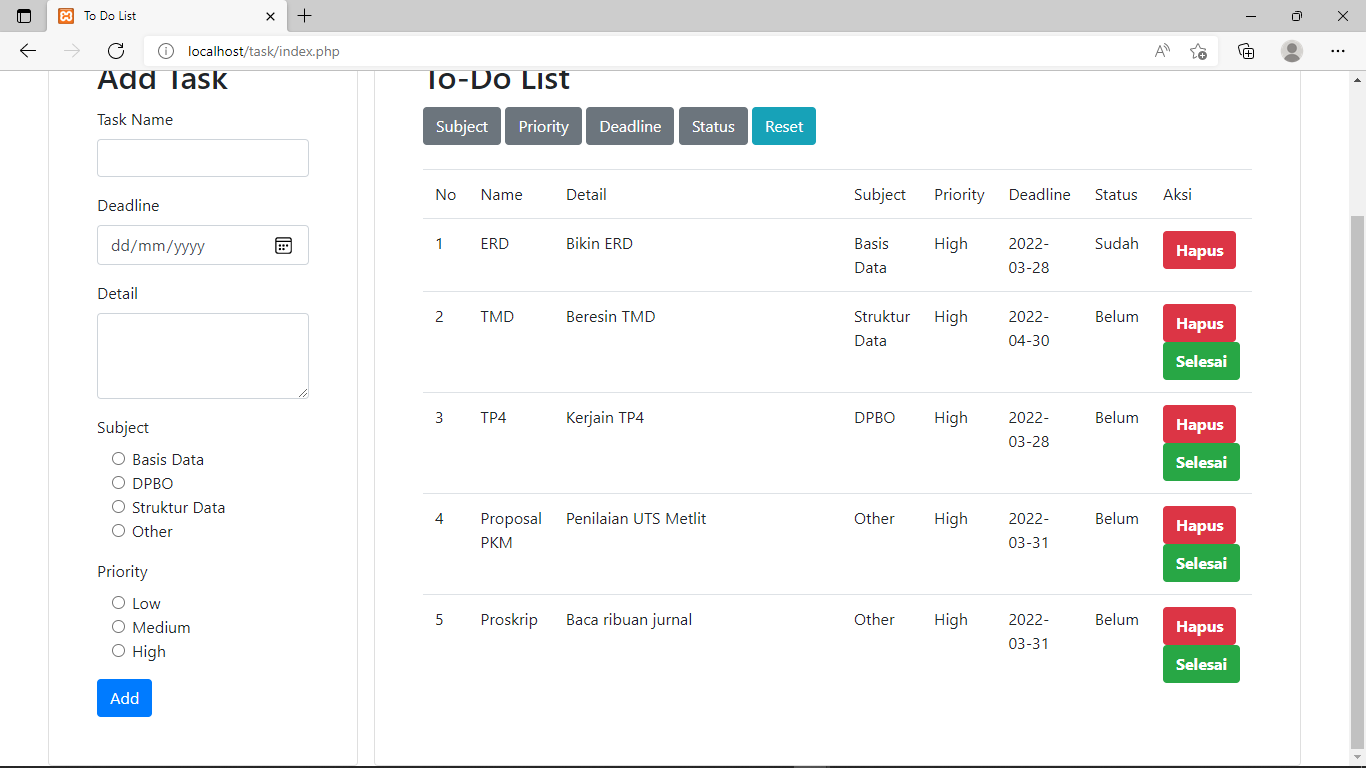 To Do List
localhost/task/index.php
Add Task
Task Name
Deadline
dd/mm/yyyy
Detail
Subject
Basis Data
DPBO
Struktur Data
Other
Priority
Low
Medium
High
Add
To-Do List
Subject Priority Deadline Status Reset
No Name Detail Subject Priority Deadline Status Aksi
1 ERD Bikin ERD Basis High 2022- Sudah Hapus
Data 03-28
2 TMD Beresin TMD Struktur High 2022- Belum Hapus
Data 04-30 Selesai
3 TP4 Kerjain TP4 DPBO High 2022- Belum Hapus
03-28 Selesai
4 Proposal Penilaian UTS Metlit Other High 2022- Belum Hapus
PKM 03-31 Selesai
5 Proskrip Baca ribuan jurnal Other High 2022- Belum Hapus
03-31 Selesai